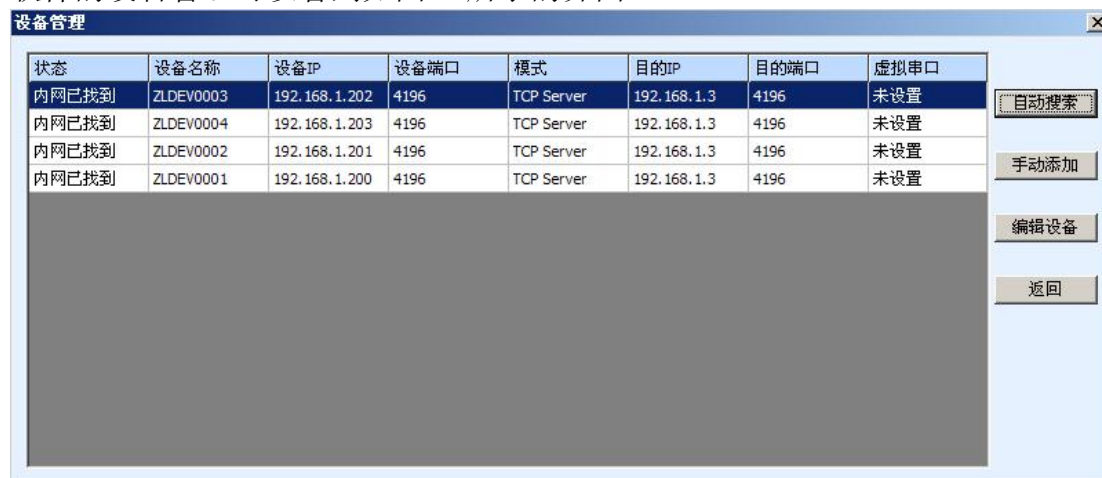 设备管理
状态 设备名称 设备IP 设备端口 模式 目的IP 目的端口 虚拟串口
内网已找到 ZLDEV0003 192.168.1.202 4196 TCP Server 192.168.1.3 4196 未设置
内网已找到 ZLDEV0004 192.168.1.203 4196 TCP Server 192.168.1.3 4196 未设置
内网已找到 ZLDEV0002 192.168.1.201 4196 TCP Server 192.168.1.3 4196 未设置
内网已找到 ZLDEV0001 192.168.1.200 4196 TCP Server 192.168.1.3 4196 未设置
自动搜索
手动添加
编辑设备
返回